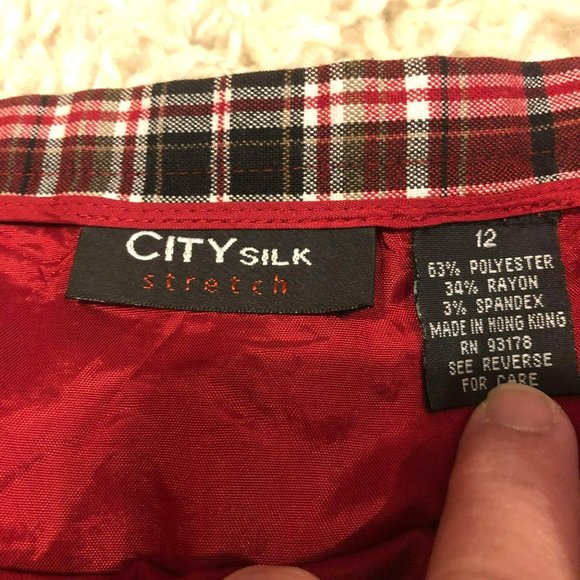 CITY SILK
stretch
12
63% POLYESTER
34% RAYON
3% SPANDEX
MADE IN HONG KONG
RN 93178
SEE REVERSE
FOR CARE